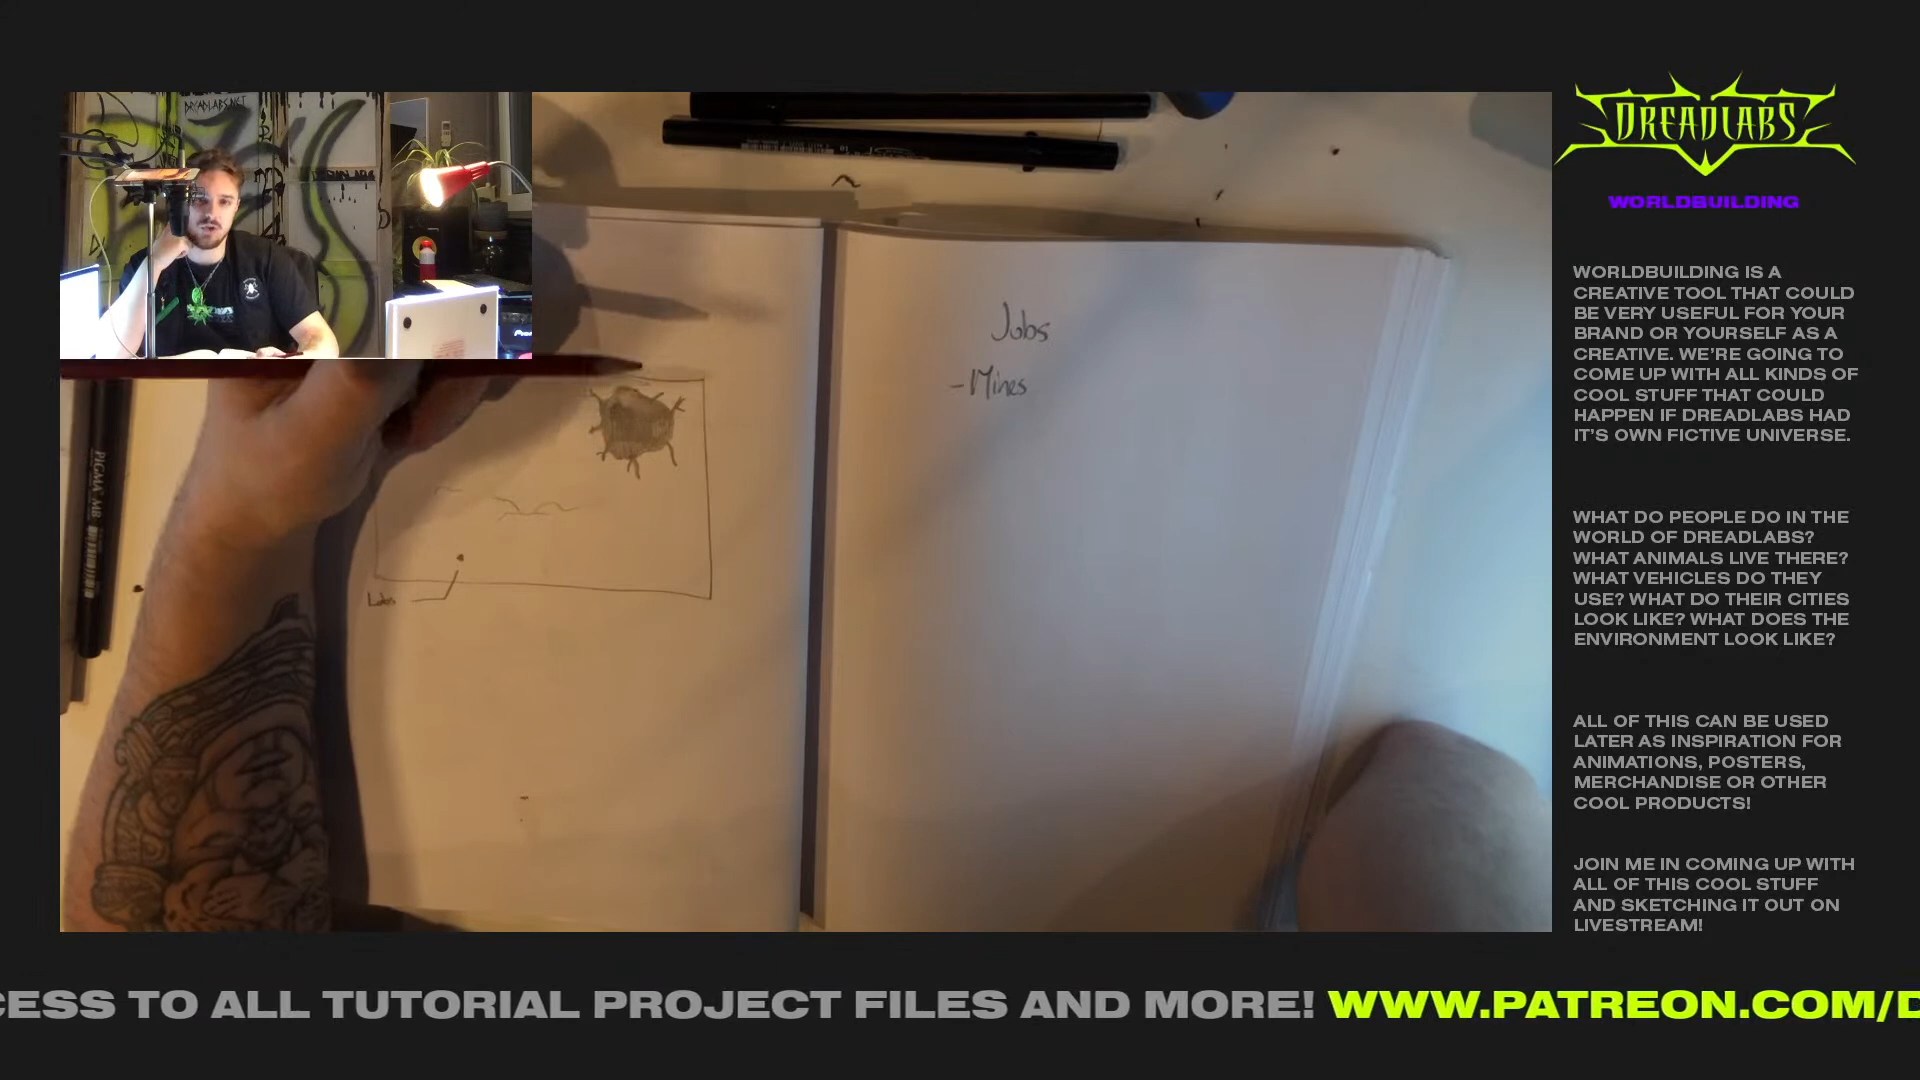 DREADLABS.NET
DREADLABS
WORLDBUILDING
WORLDBUILDING IS A
CREATIVE TOOL THAT COULD
BE VERY USEFUL FOR YOUR
BRAND OR YOURSELF AS A
CREATIVE. WE'RE GOING TO
COME UP WITH ALL KINDS OF
COOL STUFF THAT COULD
HAPPEN IF DREADLABS HAD
IT'S OWN FICTIVE UNIVERSE.
WHAT DO PEOPLE DO IN THE
WORLD OF DREADLABS?
WHAT ANIMALS LIVE THERE?
WHAT VEHICLES DO THEY
USE? WHAT DO THEIR CITIES
LOOK LIKE? WHAT DOES THE
ENVIRONMENT LOOK LIKE?
ALL OF THIS CAN BE USED
LATER AS INSPIRATION FOR
ANIMATIONS, POSTERS,
MERCHANDISE OR OTHER
COOL PRODUCTS!
JOIN ME IN COMING UP WITH
ALL OF THIS COOL STUFF
AND SKETCHING IT OUT ON
LIVESTREAM!
Jobs
- Mines
Labs
PIGMA MB
CESS TO ALL TUTORIAL PROJECT FILES AND MORE! WWW.PATREON.COM/D